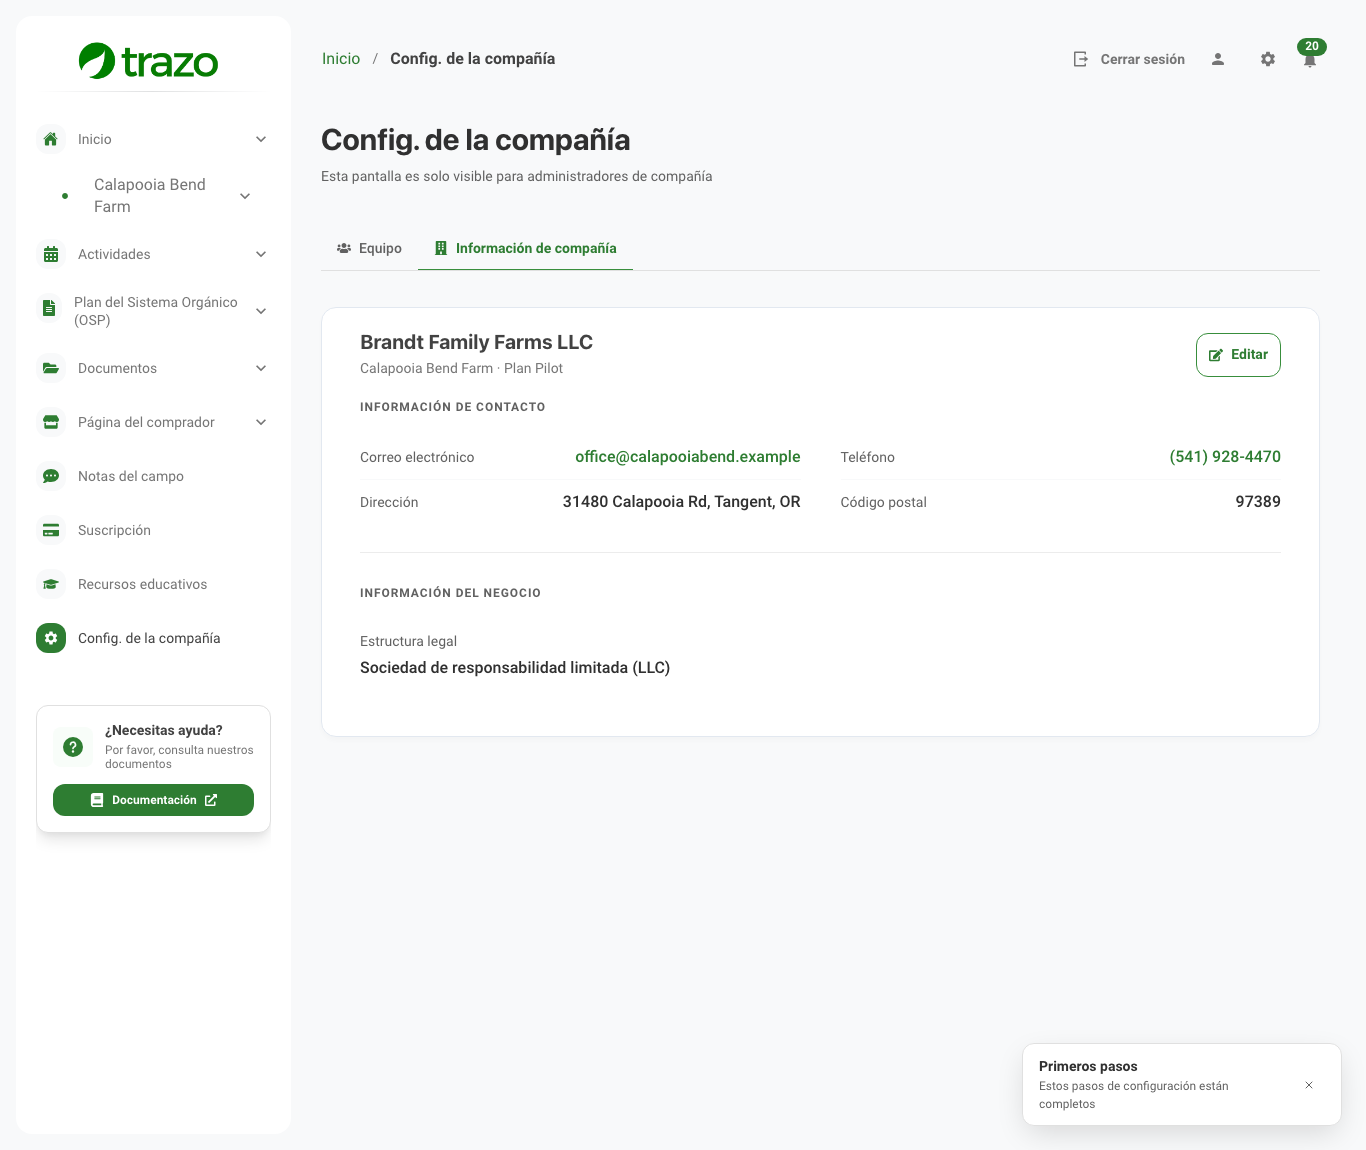 trazo
Inicio
Calapooia Bend
Farm
Actividades
Plan del Sistema Orgánico
(OSP)
Documentos
Página del comprador
Notas del campo
Suscripción
Recursos educativos
Config. de la compañía
¿Necesitas ayuda?
Por favor, consulta nuestros
documentos
Documentación
Inicio / Config. de la compañía
Cerrar sesión
20
Config. de la compañía
Esta pantalla es solo visible para administradores de compañía
Equipo
Información de compañía
Brandt Family Farms LLC
Calapooia Bend Farm · Plan Pilot
Editar
INFORMACIÓN DE CONTACTO
Correo electrónico office@calapooiabend.example
Teléfono (541) 928-4470
Dirección 31480 Calapooia Rd, Tangent, OR
Código postal 97389
INFORMACIÓN DEL NEGOCIO
Estructura legal
Sociedad de responsabilidad limitada (LLC)
Primeros pasos
Estos pasos de configuración están
completos